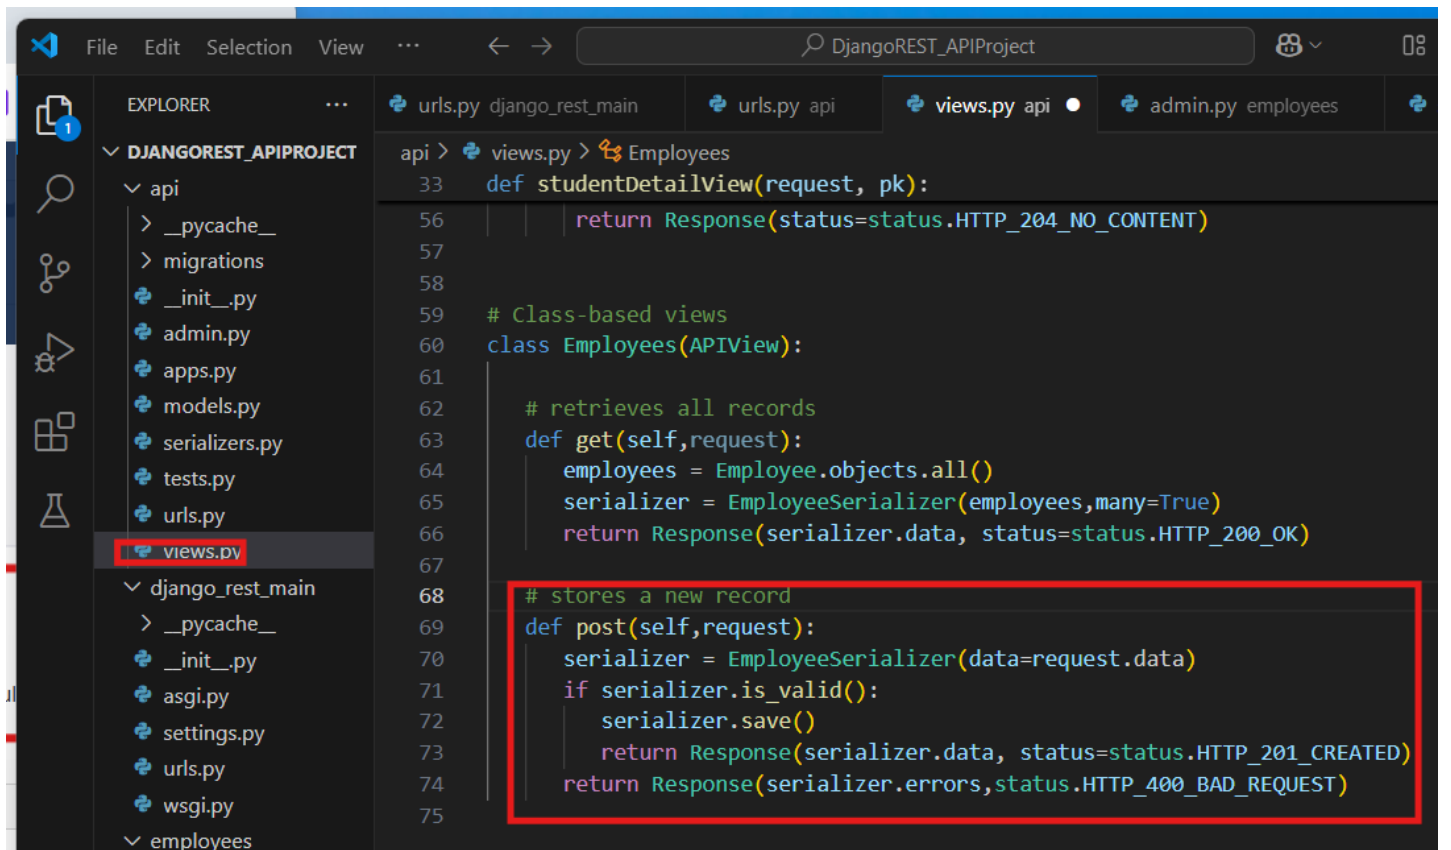 File Edit Selection View ... DjangoREST_APIProject
EXPLORER ...
urls.py django_rest_main urls.py api views.py api admin.py employees
1
DJANGOREST_APIPROJECT
api > views.py > Employees
api
33 def studentDetailView(request, pk):
__pycache__
56 return Response(status=status.HTTP_204_NO_CONTENT)
migrations
57
__init__.py
58
admin.py
59 # Class-based views
apps.py
60 class Employees(APIView):
models.py
61
serializers.py
62 # retrieves all records
tests.py
63 def get(self,request):
urls.py
64 employees = Employee.objects.all()
views.py
65 serializer = EmployeeSerializer(employees,many=True)
django_rest_main
66 return Response(serializer.data, status=status.HTTP_200_OK)
__pycache__
67
__init__.py
68 # stores a new record
asgi.py
69 def post(self,request):
settings.py
70 serializer = EmployeeSerializer(data=request.data)
urls.py
71 if serializer.is_valid():
wsgi.py
72 serializer.save()
employees
73 return Response(serializer.data, status=status.HTTP_201_CREATED)
74 return Response(serializer.errors,status.HTTP_400_BAD_REQUEST)
75